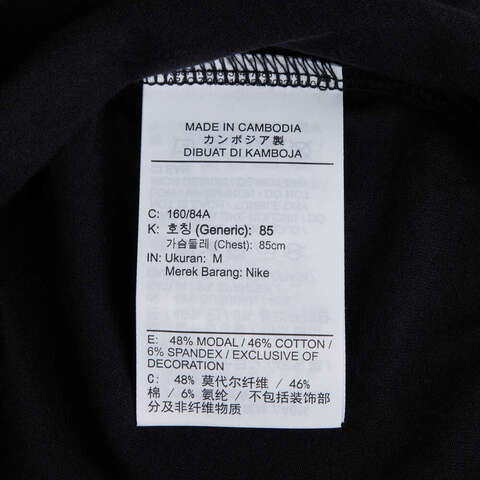 MADE IN CAMBODIA
カンボジア製
DIBUAT DI KAMBOJA
C: 160/84A
K: 호칭 (Generic): 85
가슴둘레 (Chest): 85cm
IN: Ukuran: M
Merek Barang: Nike
E: 48% MODAL / 46% COTTON /
6% SPANDEX / EXCLUSIVE OF
DECORATION
C: 48% 莫代尔纤维 / 46%
棉 / 6% 氨纶 / 不包括装饰部
分及非纤维物质